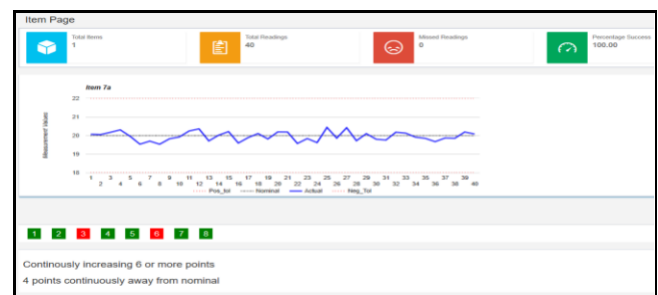 Item Page
Total Items
1
Total Readings
40
Missed Readings
0
Percentage Success
100.00
Item 7a
Measurement Values
22
21
20
19
18
1 3 5 7 9 11 13 15 17 19 21 23 25 27 29 31 33 35 37 39
2 4 6 8 10 12 14 16 18 20 22 24 26 28 30 32 34 36 38 40
Pos_tol Nominal Actual Neg_Tol
1 2 3 4 5 6 7 8
Continously increasing 6 or more points
4 points continuously away from nominal